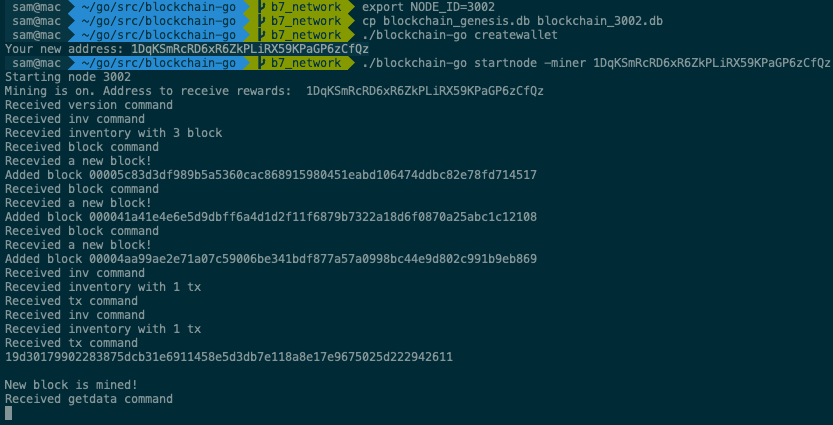 sam@mac ~/go/src/blockchain-go b7_network export NODE_ID=3002
sam@mac ~/go/src/blockchain-go b7_network cp blockchain_genesis.db blockchain_3002.db
sam@mac ~/go/src/blockchain-go b7_network ./blockchain-go createwallet
Your new address: 1DqKSmRcRD6xR6ZkPLiRX59KPaGP6zCfQz
sam@mac ~/go/src/blockchain-go b7_network ./blockchain-go startnode -miner 1DqKSmRcRD6xR6ZkPLiRX59KPaGP6zCfQz
Starting node 3002
Mining is on. Address to receive rewards:  1DqKSmRcRD6xR6ZkPLiRX59KPaGP6zCfQz
Received version command
Received inv command
Recevied inventory with 3 block
Received block command
Recevied a new block!
Added block 00005c83d3df989b5a5360cac868915980451eabd106474ddbc82e78fd714517
Received block command
Recevied a new block!
Added block 000041a41e4e6e5d9dbff6a4d1d2f11f6879b7322a18d6f0870a25abc1c12108
Received block command
Recevied a new block!
Added block 00004aa99ae2e71a07c59006be341bdf877a57a0998bc44e9d802c991b9eb869
Received inv command
Recevied inventory with 1 tx
Received tx command
Received inv command
Recevied inventory with 1 tx
Received tx command
19d30179902283875dcb31e6911458e5d3db7e118a8e17e9675025d222942611
New block is mined!
Received getdata command